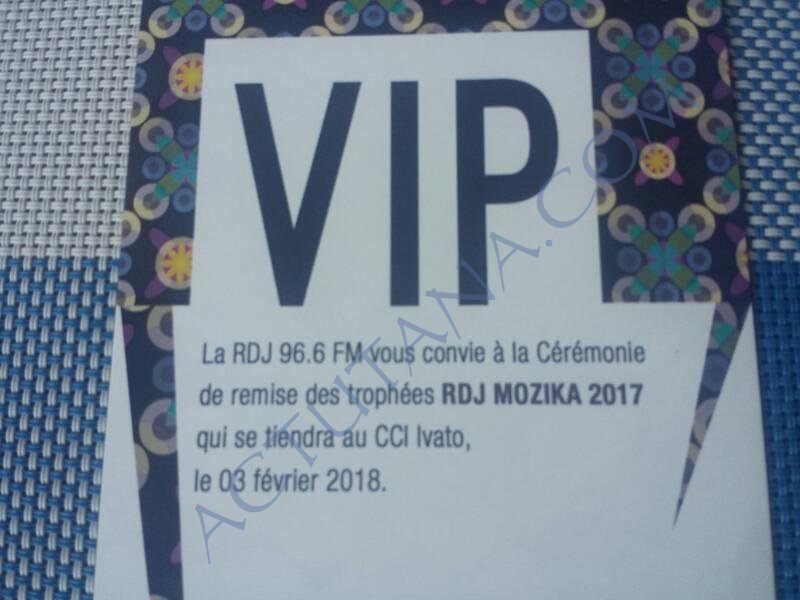 VIP
La RDJ 96.6 FM vous convie à la Cérémonie
de remise des trophées RDJ MOZIKA 2017
qui se tiendra au CCI Ivato,
le 03 février 2018.
ACTUTANA.COM